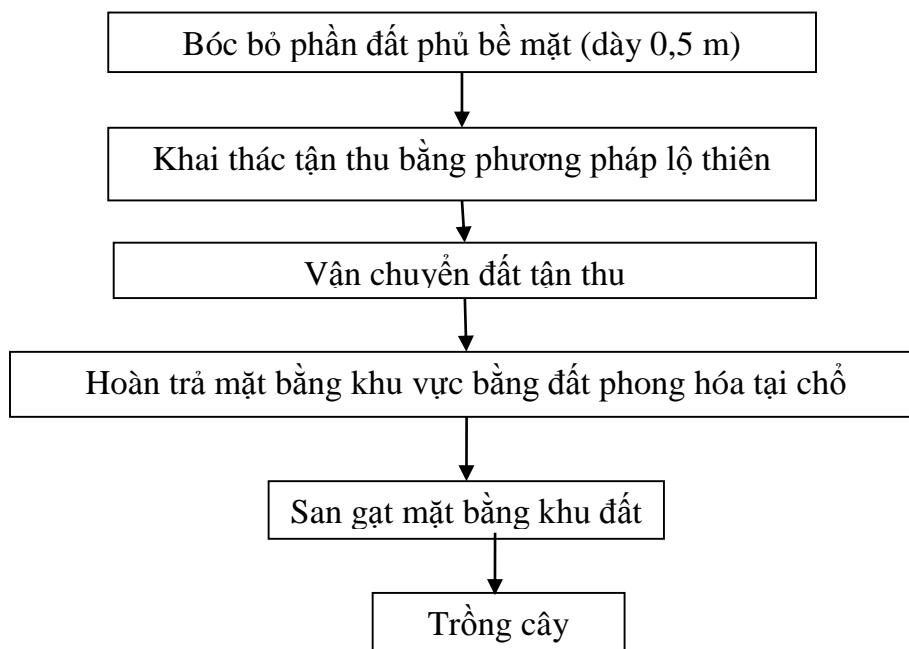 Bóc bỏ phần đất phủ bề mặt (dày 0,5 m)
Khai thác tận thu bằng phương pháp lộ thiên
Vận chuyển đất tận thu
Hoàn trả mặt bằng khu vực bằng đất phong hóa tại chổ
San gạt mặt bằng khu đất
Trồng cây